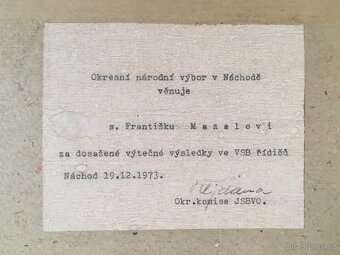 Okresní národní výbor v Náchodě
věnuje
s. Františku Mazalovi
za dosažené výtečné výsledky ve VSB řidičů
Náchod 19.12.1973.
Okr.komise JSBVO.